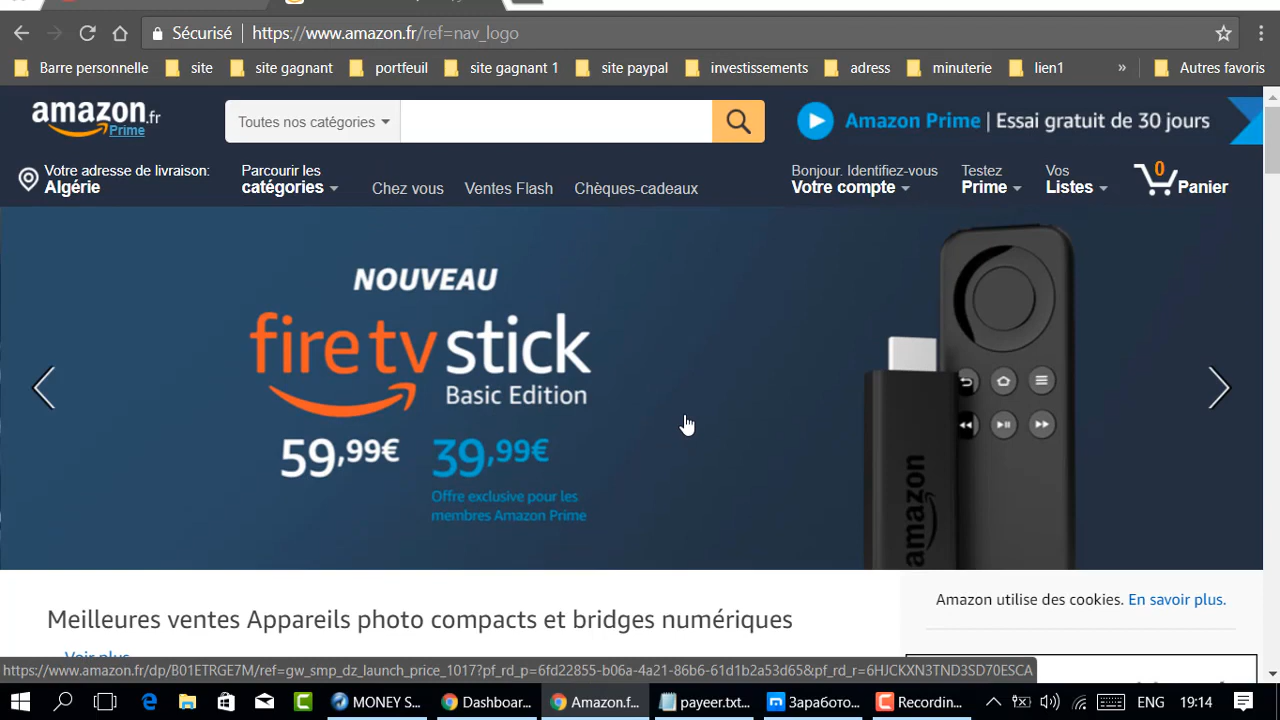 Sécurisé https://www.amazon.fr/ref=nav_logo
Barre personnelle site site gagnant portfeuil site gagnant 1 site paypal investissements adress minuterie lien1 » Autres favoris
amazon.fr
Prime
Toutes nos catégories
Amazon Prime | Essai gratuit de 30 jours
Votre adresse de livraison:
Algérie
Parcourir les
catégories
Chez vous Ventes Flash Chèques-cadeaux
Bonjour. Identifiez-vous
Votre compte
Testez
Prime
Vos
Listes
0
Panier
NOUVEAU
fire tv stick
Basic Edition
59,99€ 39,99€
Offre exclusive pour les
membres Amazon Prime
amazon
Meilleures ventes Appareils photo compacts et bridges numériques
Voir plus
Amazon utilise des cookies. En savoir plus.
https://www.amazon.fr/dp/B01ETRGE7M/ref=gw_smp_dz_launch_price_1017?pf_rd_p=6fd22855-b06a-4a21-86b6-61d1b2a53d65&pf_rd_r=6HJCKXN3TND3SD70ESCA
MONEY S... Dashboar... Amazon.f... payeer.txt... Заработо... Recordin... ENG 19:14